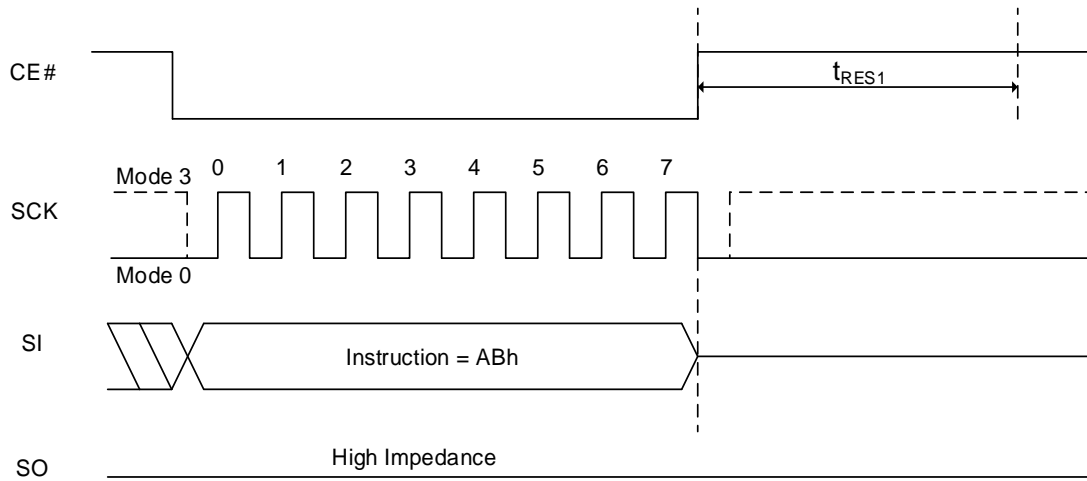 CE#
tRES1
Mode 3
0 1 2 3 4 5 6 7
SCK
Mode 0
SI
Instruction = ABh
SO
High Impedance